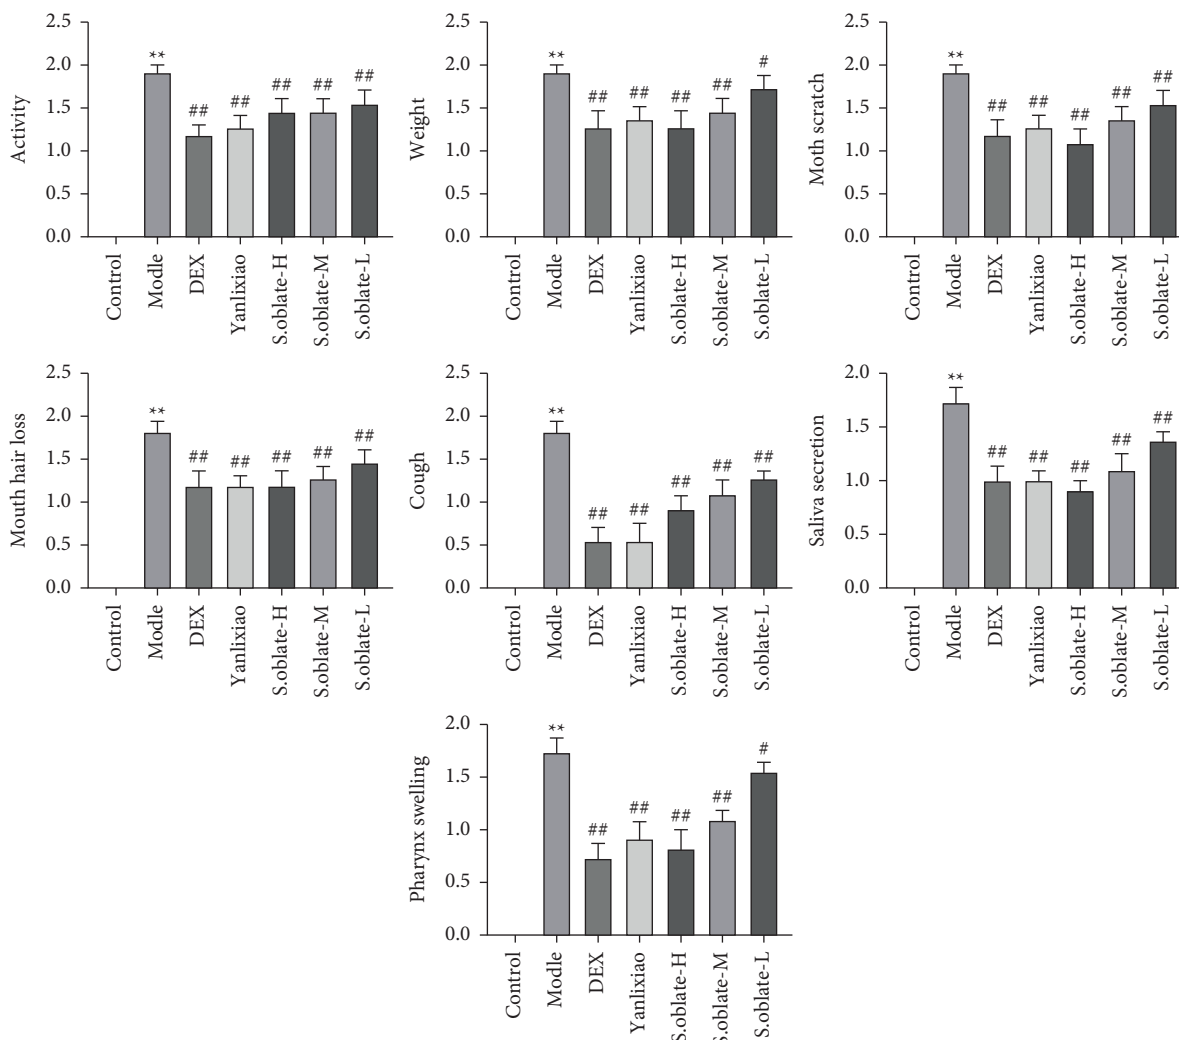 Activity
2.5
2.0
1.5
1.0
0.5
0.0
**
##
##
##
##
##
Control
Modle
DEX
Yanlixiao
S.oblate-H
S.oblate-M
S.oblate-L
Weight
2.5
2.0
1.5
1.0
0.5
0.0
**
##
##
##
##
#
Control
Modle
DEX
Yanlixiao
S.oblate-H
S.oblate-M
S.oblate-L
Moth scratch
2.5
2.0
1.5
1.0
0.5
0.0
**
##
##
##
##
##
Control
Modle
DEX
Yanlixiao
S.oblate-H
S.oblate-M
S.oblate-L
Mouth hair loss
2.5
2.0
1.5
1.0
0.5
0.0
**
##
##
##
##
##
Control
Modle
DEX
Yanlixiao
S.oblate-H
S.oblate-M
S.oblate-L
Cough
2.5
2.0
1.5
1.0
0.5
0.0
**
##
##
##
##
##
Control
Modle
DEX
Yanlixiao
S.oblate-H
S.oblate-M
S.oblate-L
Saliva secretion
2.0
1.5
1.0
0.5
0.0
**
##
##
##
##
##
Control
Modle
DEX
Yanlixiao
S.oblate-H
S.oblate-M
S.oblate-L
Pharynx swelling
2.0
1.5
1.0
0.5
0.0
**
##
##
##
##
#
Control
Modle
DEX
Yanlixiao
S.oblate-H
S.oblate-M
S.oblate-L